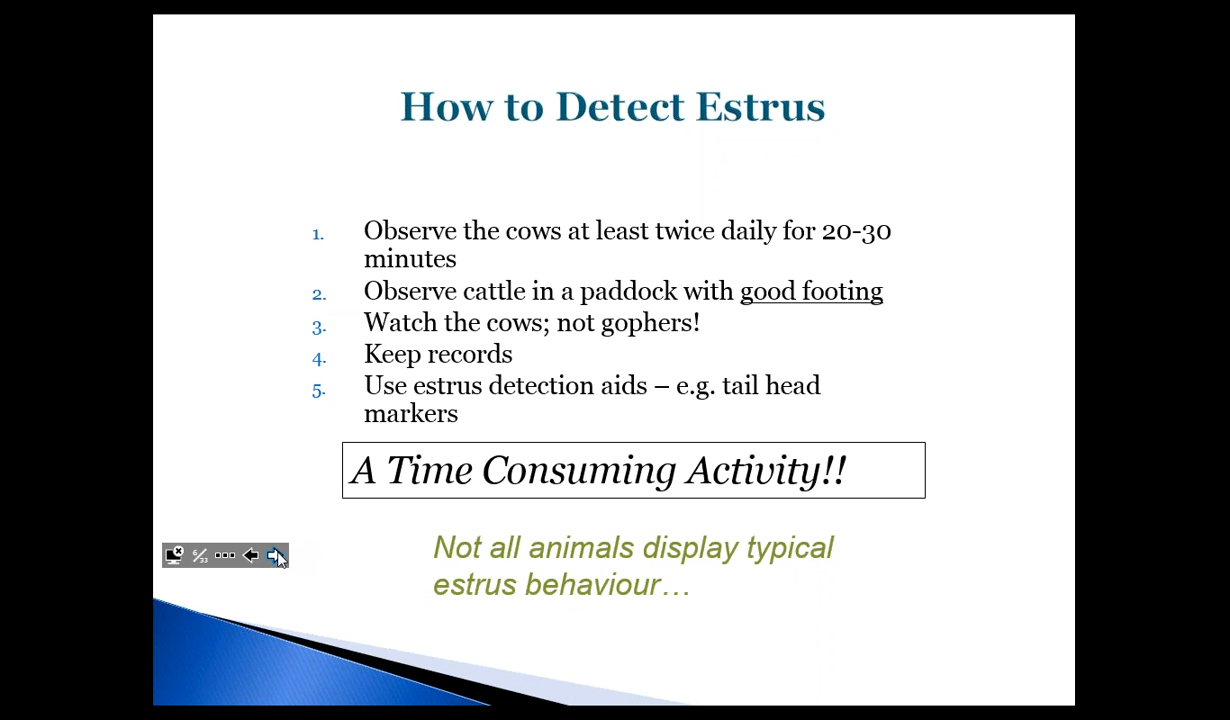 How to Detect Estrus
1. Observe the cows at least twice daily for 20-30
minutes
2. Observe cattle in a paddock with good footing
3. Watch the cows; not gophers!
4. Keep records
5. Use estrus detection aids – e.g. tail head
markers
A Time Consuming Activity!!
Not all animals display typical
estrus behaviour…
6/33